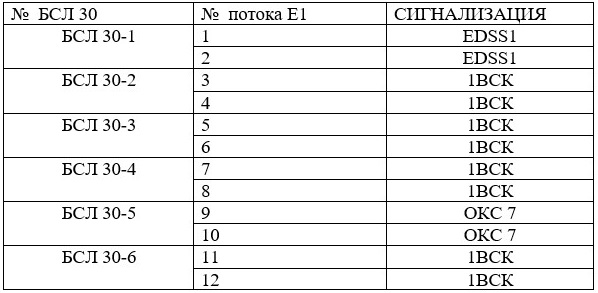 № БСЛ 30 № потока Е1 СИГНАЛИЗАЦИЯ
БСЛ 30-1 1 EDSS1
2 EDSS1
БСЛ 30-2 3 1ВСК
4 1ВСК
БСЛ 30-3 5 1ВСК
6 1ВСК
БСЛ 30-4 7 1ВСК
8 1ВСК
БСЛ 30-5 9 ОКС 7
10 ОКС 7
БСЛ 30-6 11 1ВСК
12 1ВСК